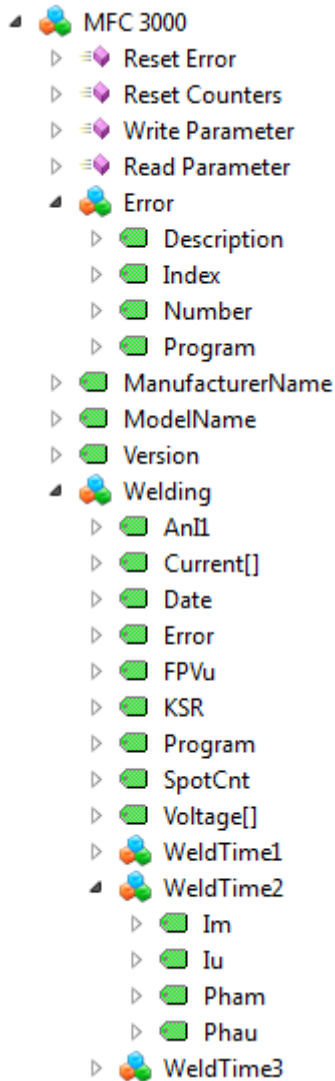 MFC 3000
Reset Error
Reset Counters
Write Parameter
Read Parameter
Error
Description
Index
Number
Program
ManufacturerName
ModelName
Version
Welding
AnI1
Current[]
Date
Error
FPVu
KSR
Program
SpotCnt
Voltage[]
WeldTime1
WeldTime2
Im
Iu
Pham
Phau
WeldTime3